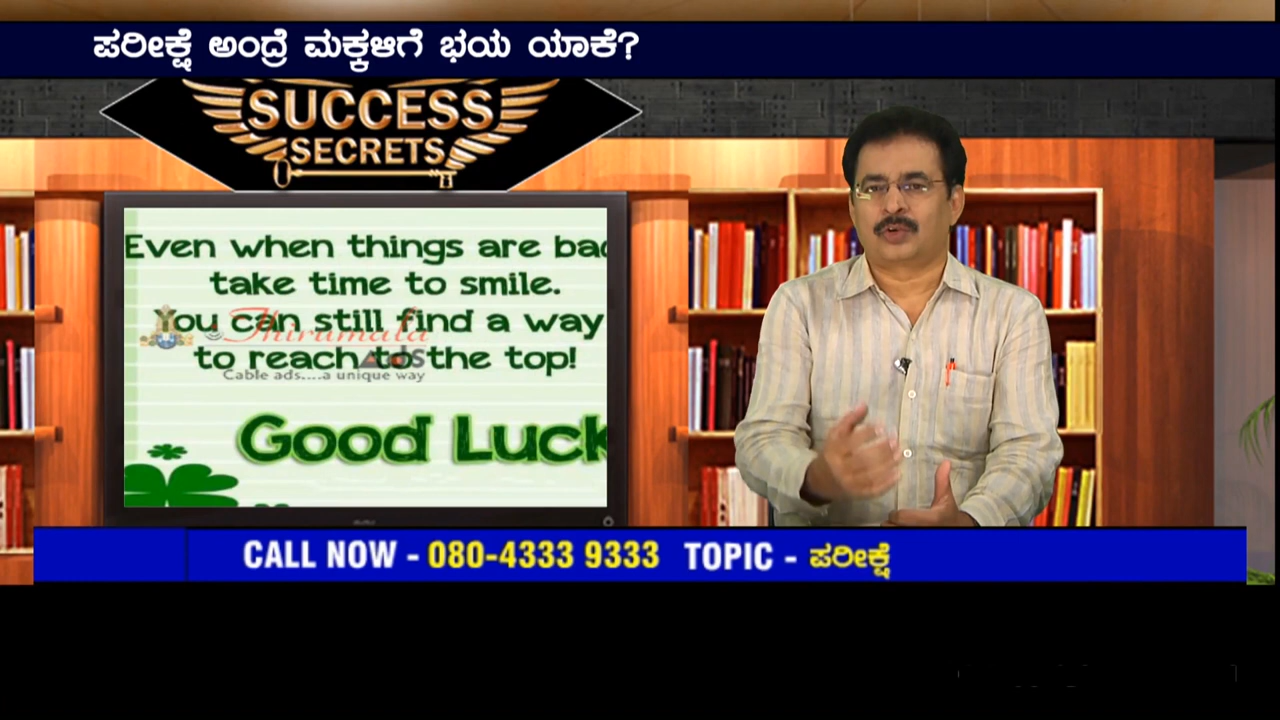 ಪರೀಕ್ಷೆ ಅಂದ್ರೆ ಮಕ್ಕಳಿಗೆ ಭಯ ಯಾಕೆ?
SUCCESS
SECRETS
Even when things are bad
take time to smile.
You can still find a way
to reach to the top!
Thirumala
Ads
Cable ads....a unique way
Good Luck
CALL NOW - 080-4333 9333 TOPIC - ಪರೀಕ್ಷೆ